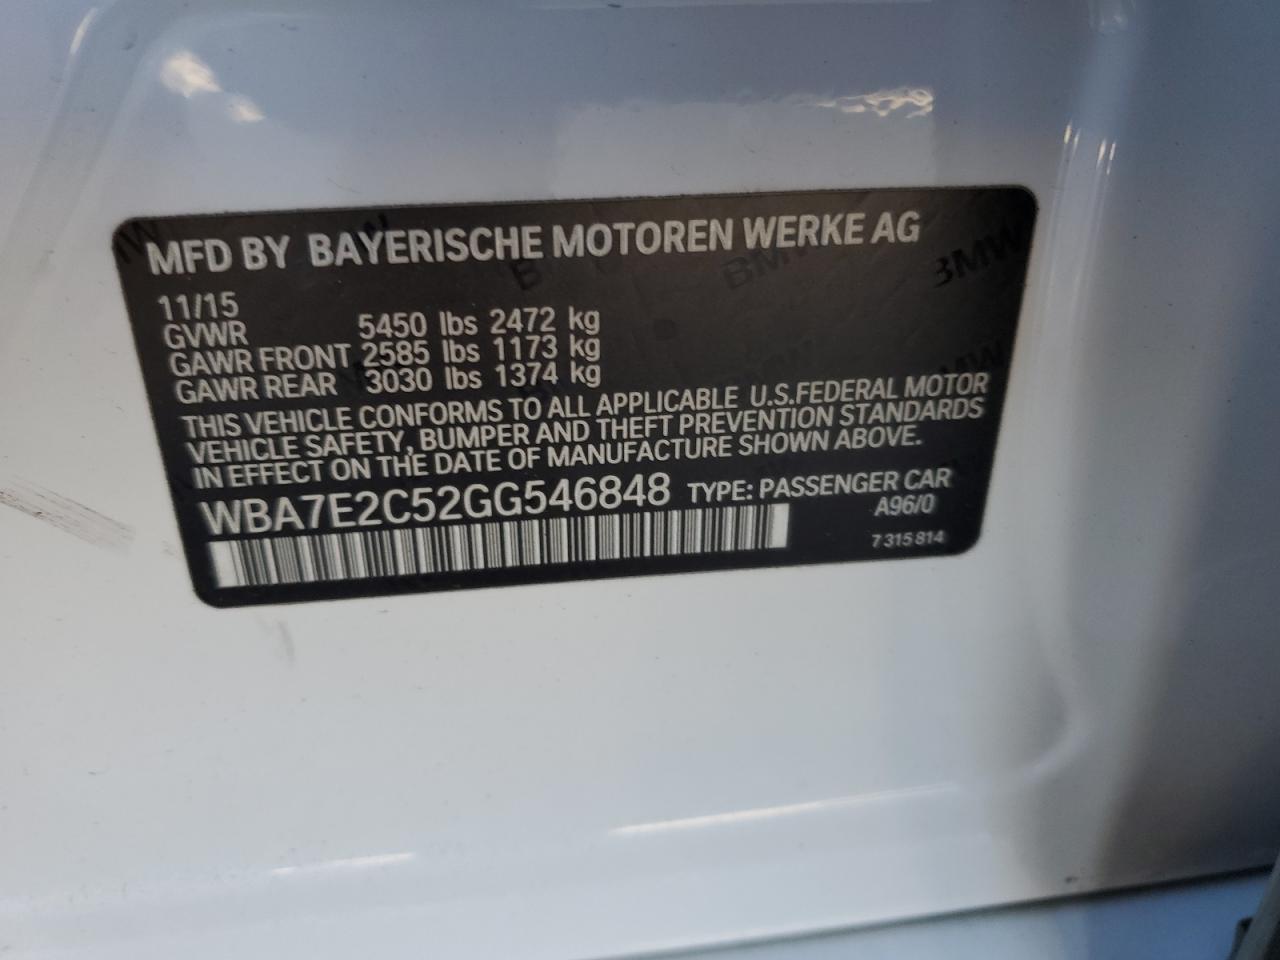 MFD BY BAYERISCHE MOTOREN WERKE AG
11/15
GVWR 5450 lbs 2472 kg
GAWR FRONT 2585 lbs 1173 kg
GAWR REAR 3030 lbs 1374 kg
THIS VEHICLE CONFORMS TO ALL APPLICABLE U.S.FEDERAL MOTOR
VEHICLE SAFETY, BUMPER AND THEFT PREVENTION STANDARDS
IN EFFECT ON THE DATE OF MANUFACTURE SHOWN ABOVE.
WBA7E2C52GG546848 TYPE: PASSENGER CAR
A96/0
7 315 814